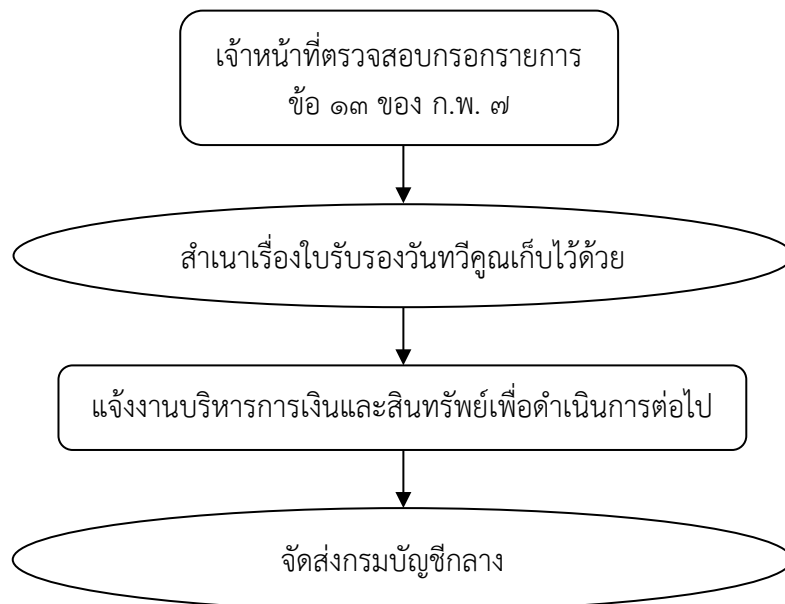 เจ้าหน้าที่ตรวจสอบกรอกรายการ
ข้อ ๑๓ ของ ก.พ. ๗
สำเนาเรื่องใบรับรองวันทวีคูณเก็บไว้ด้วย
แจ้งงานบริหารการเงินและสินทรัพย์เพื่อดำเนินการต่อไป
จัดส่งกรมบัญชีกลาง